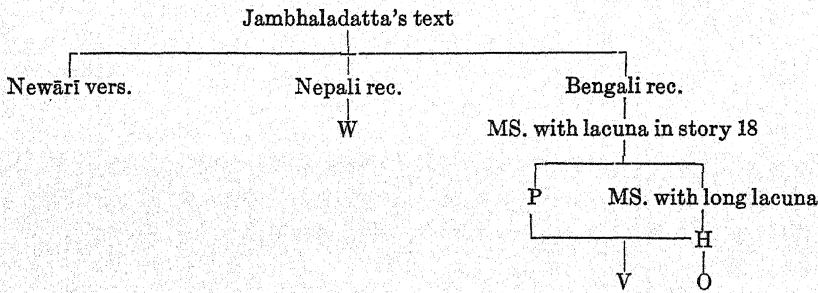 Jambhaladatta's text
Newārī vers. Nepali rec. Bengali rec.
W MS. with lacuna in story 18
P MS. with long lacuna
H
V O